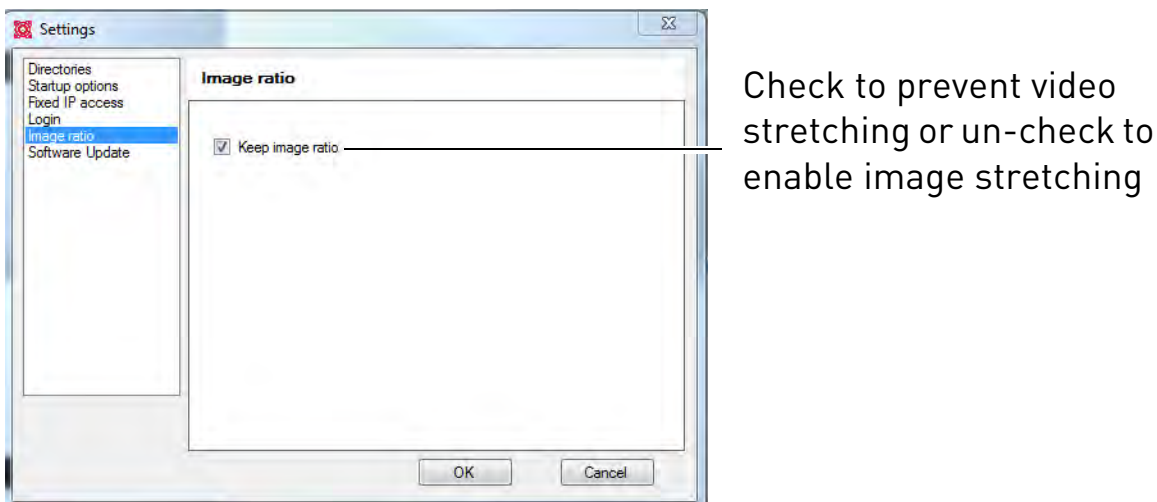 Settings
Directories
Startup options
Fixed IP access
Login
Image ratio
Software Update
Image ratio
Keep image ratio
OK
Cancel
Check to prevent video
stretching or un-check to
enable image stretching